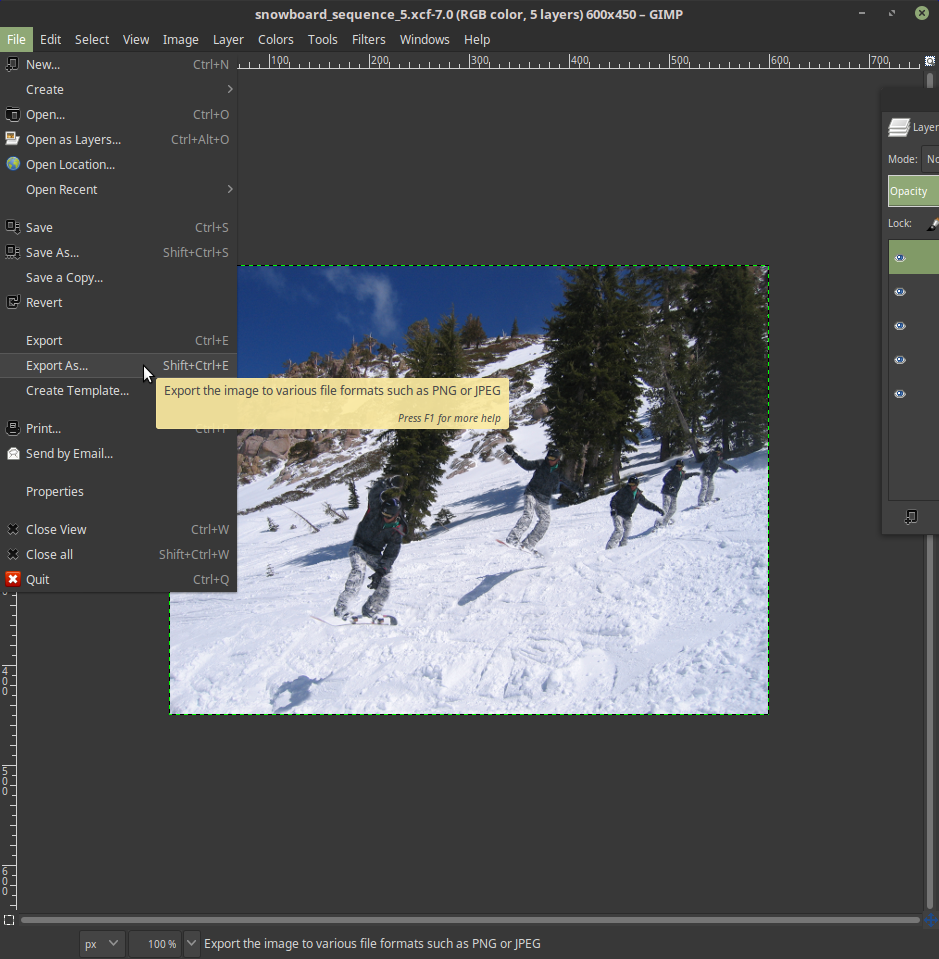 snowboard_sequence_5.xcf-7.0 (RGB color, 5 layers) 600x450 – GIMP
File Edit Select View Image Layer Colors Tools Filters Windows Help
100 200 300 400 500 600 700
New... Ctrl+N
Create
Open... Ctrl+O
Open as Layers... Ctrl+Alt+O
Open Location...
Open Recent
Save Ctrl+S
Save As... Shift+Ctrl+S
Save a Copy...
Revert
Export Ctrl+E
Export As... Shift+Ctrl+E
Create Template...
Export the image to various file formats such as PNG or JPEG
Press F1 for more help
Print...
Send by Email...
Properties
Close View Ctrl+W
Close all Shift+Ctrl+W
Quit Ctrl+Q
Layer
Mode: No
Opacity
Lock:
400
500
600
px 100 % Export the image to various file formats such as PNG or JPEG